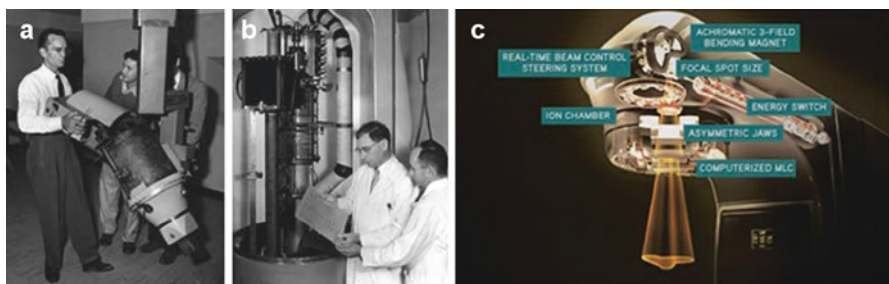 a
b
c
ACHROMATIC 3-FIELD
BENDING MAGNET
REAL-TIME BEAM CONTROL
STEERING SYSTEM
FOCAL SPOT SIZE
ENERGY SWITCH
ION CHAMBER
ASYMMETRIC JAWS
COMPUTERIZED MLC